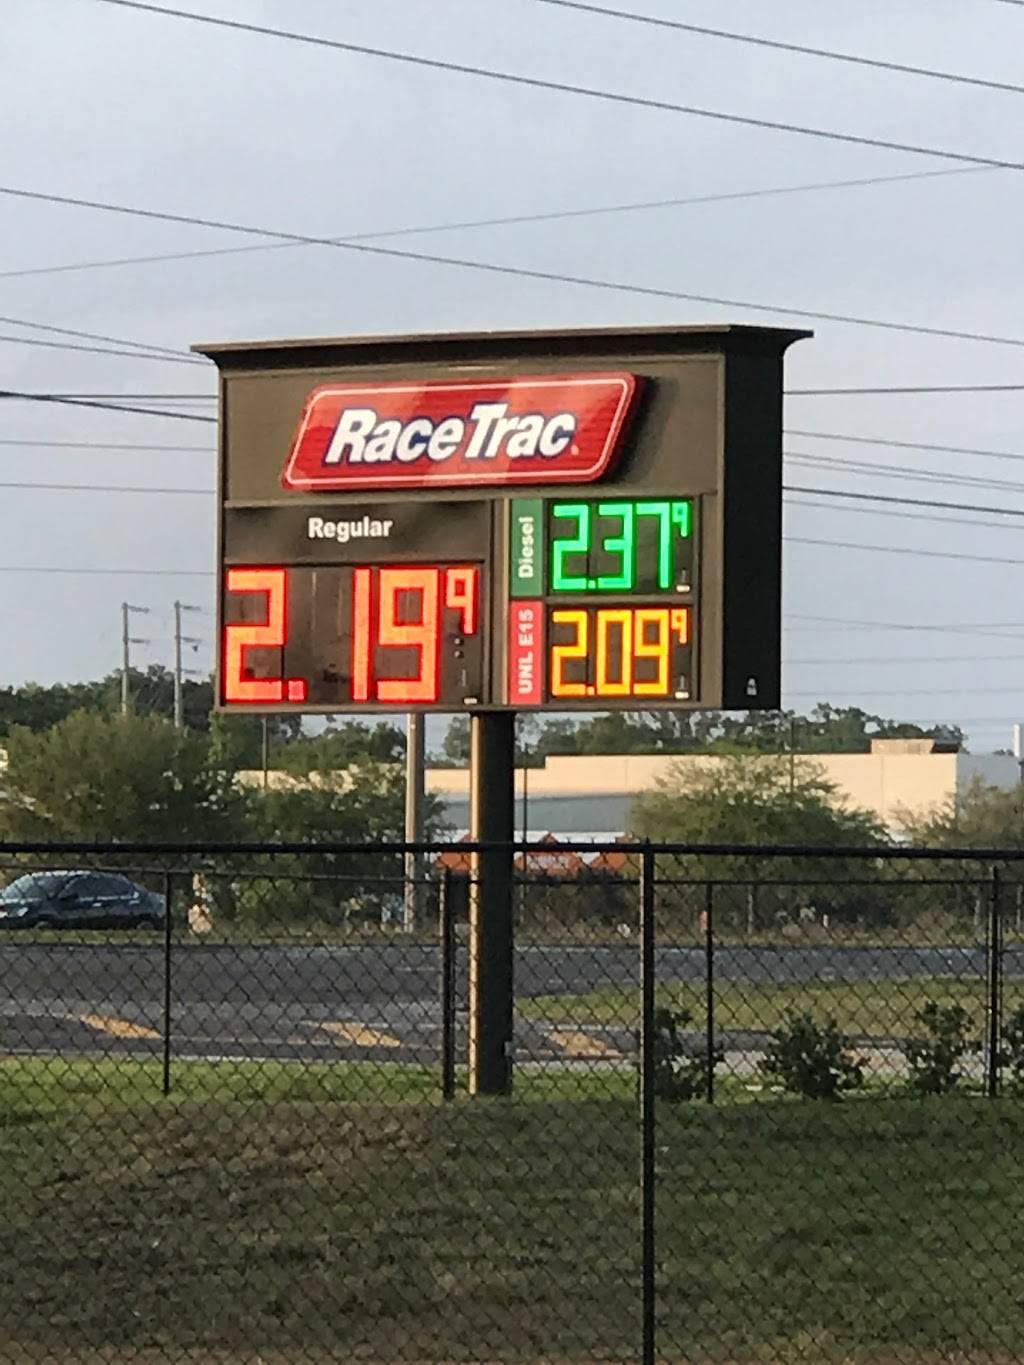 RaceTrac
Regular
2.19 9
Diesel
2.37 9
UNL E15
2.09 9